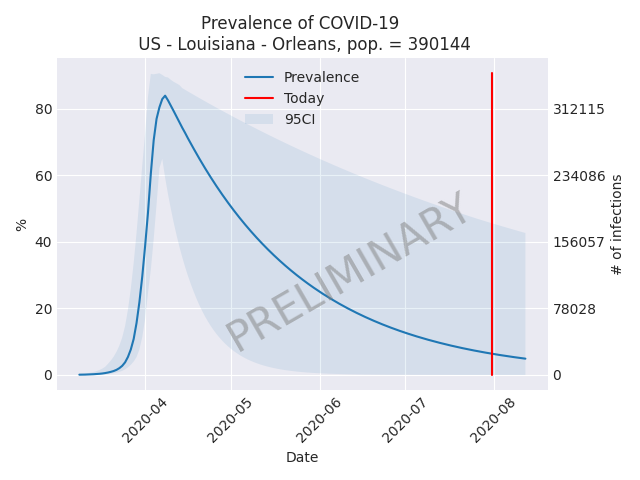 Prevalence of COVID-19
US - Louisiana - Orleans, pop. = 390144
Prevalence
Today
95CI
80
60
40
20
0
%
312115
234086
156057
78028
0
# of infections
PRELIMINARY
2020-04
2020-05
2020-06
2020-07
2020-08
Date